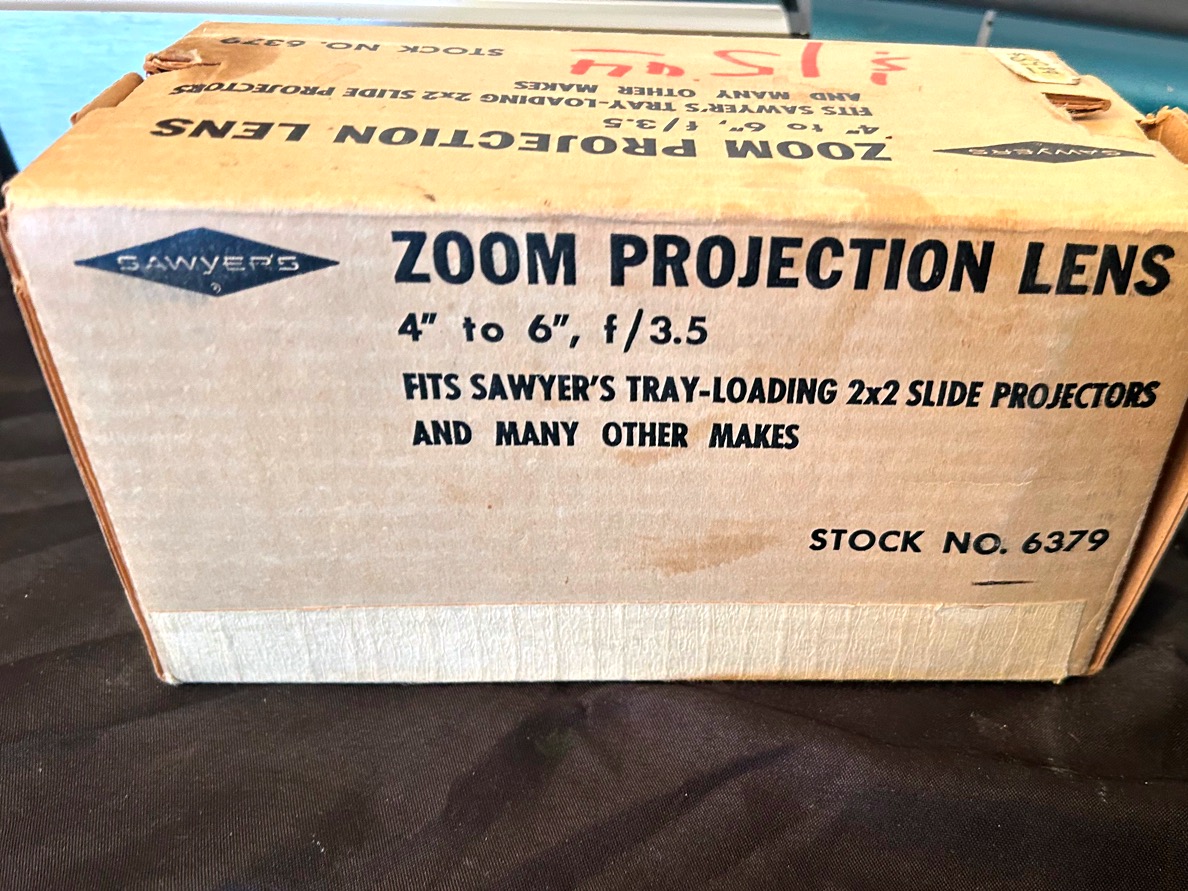 SAWYER'S
®
ZOOM PROJECTION LENS
4" to 6", f/3.5
FITS SAWYER'S TRAY-LOADING 2x2 SLIDE PROJECTORS
AND MANY OTHER MAKES
STOCK NO. 6379
SAWYER'S
ZOOM PROJECTION LENS
4" to 6", f/3.5
FITS SAWYER'S TRAY-LOADING 2x2 SLIDE PROJECTORS
AND MANY OTHER MAKES
STOCK NO. 6379